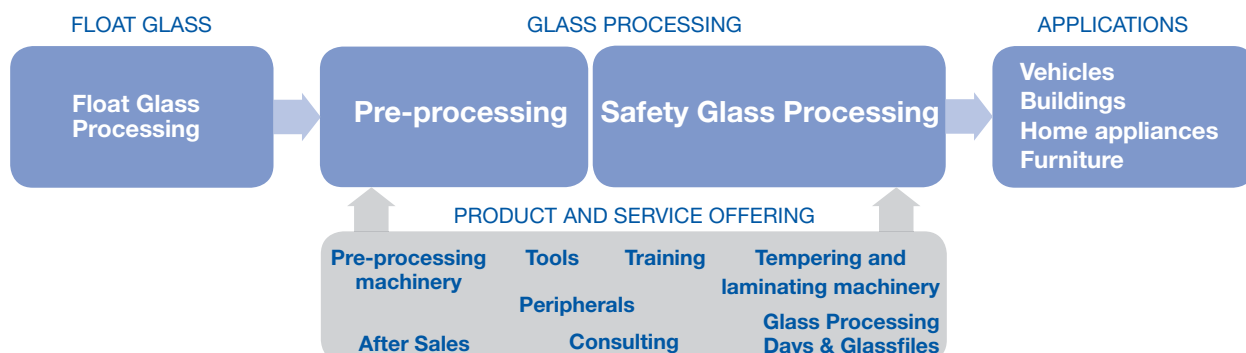 FLOAT GLASS
GLASS PROCESSING
APPLICATIONS
Float Glass
Processing
Pre-processing
Safety Glass Processing
Vehicles
Buildings
Home appliances
Furniture
PRODUCT AND SERVICE OFFERING
Pre-processing
machinery
Tools
Training
Tempering and
laminating machinery
Peripherals
After Sales
Consulting
Glass Processing
Days & Glassfiles